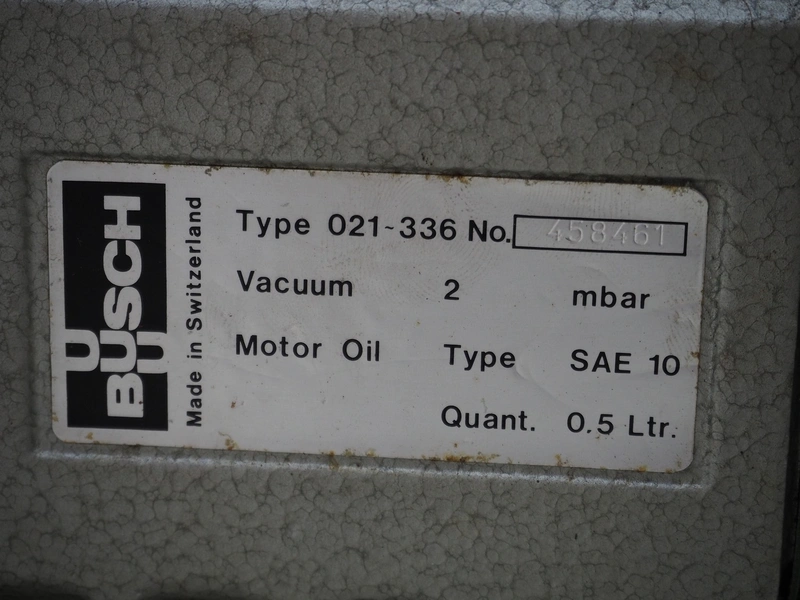 BUSCH
Made in Switzerland
Type 021-336 No. 458461
Vacuum 2 mbar
Motor Oil Type SAE 10
Quant. 0.5 Ltr.